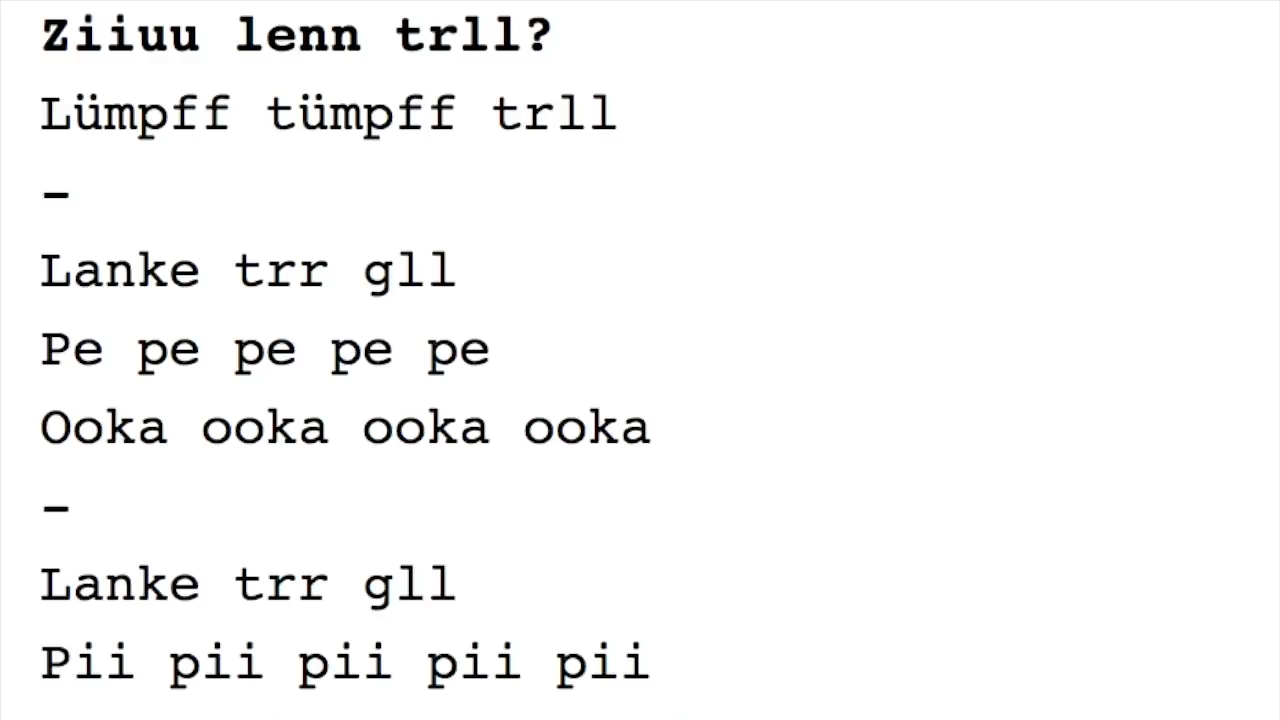 Ziiuu lenn trll?
Lümpff tümpff trll
–
Lanke trr gll
Pe pe pe pe pe
Ooka ooka ooka ooka
–
Lanke trr gll
Pii pii pii pii pii